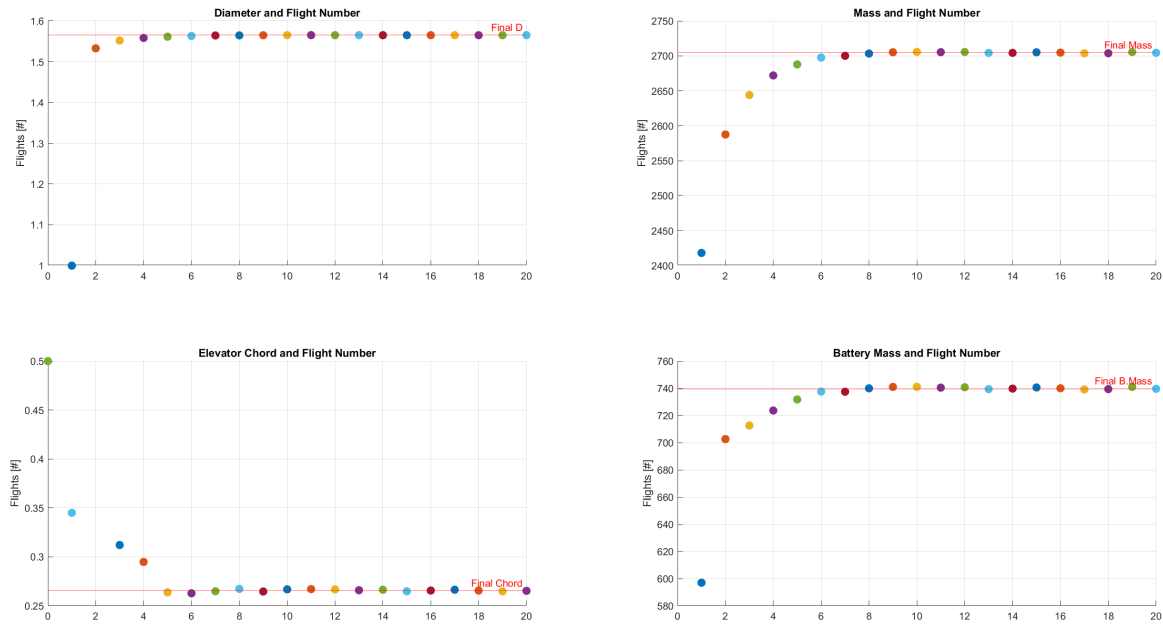 Diameter and Flight Number
Final D
Flights [#]
1.6
1.5
1.4
1.3
1.2
1.1
1
0 2 4 6 8 10 12 14 16 18 20
Mass and Flight Number
Final Mass
Flights [#]
2750
2700
2650
2600
2550
2500
2450
2400
0 2 4 6 8 10 12 14 16 18 20
Elevator Chord and Flight Number
Final Chord
Flights [#]
0.5
0.45
0.4
0.35
0.3
0.25
0 2 4 6 8 10 12 14 16 18 20
Battery Mass and Flight Number
Final B.Mass
Flights [#]
760
740
720
700
680
660
640
620
600
580
0 2 4 6 8 10 12 14 16 18 20